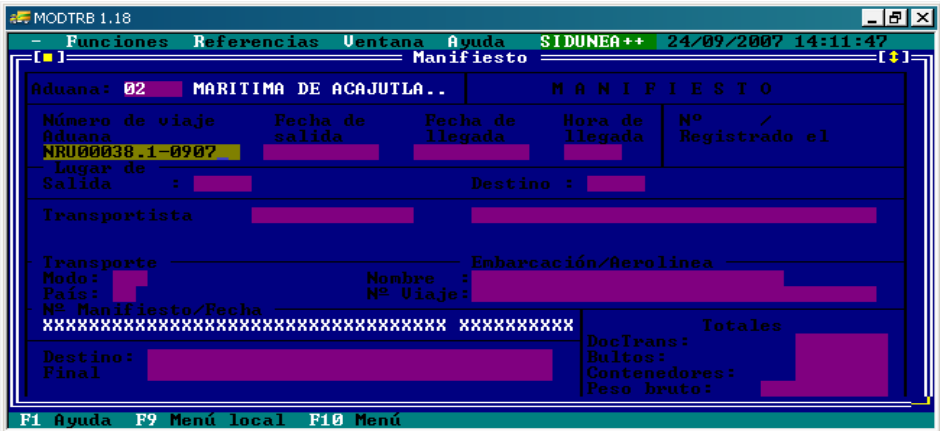 MODTRB 1.18
- Funciones Referencias Ventana Ayuda SIDUNEA++ 24/09/2007 14:11:47
Manifiesto
Aduana: 02 MARITIMA DE ACAJUTLA.. M A N I F I E S T O
Número de viaje Fecha de Fecha de Hora de Nº /
Aduana salida llegada llegada Registrado el
NRU00038.1-0907_
Lugar de
Salida : Destino :
Transportista
Transporte Embarcación/Aerolinea
Modo: Nombre :
País: Nº Viaje:
Nº Manifiesto/Fecha
XXXXXXXXXXXXXXXXXXXXXXXXXXXXXXXXXXX XXXXXXXXXX Totales
DocTrans:
Destino: Bultos:
Final Contenedores:
Peso bruto:
F1 Ayuda F9 Menú local F10 Menú